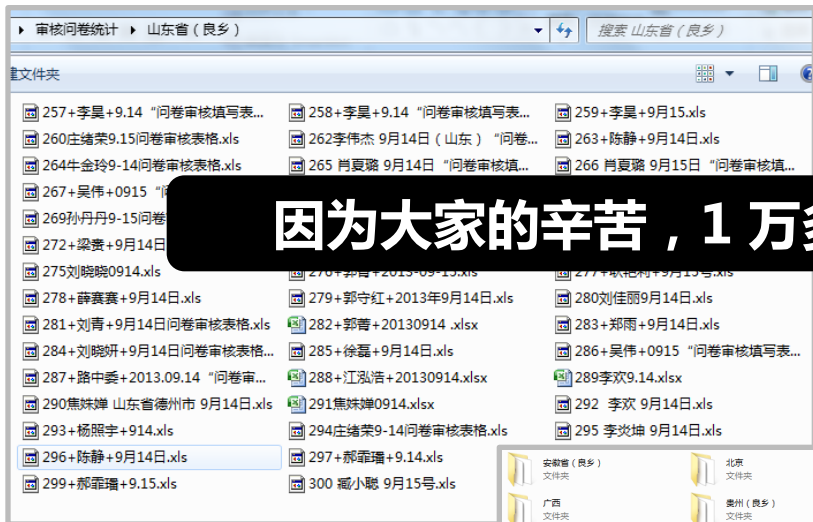 审核问卷统计 ▸ 山东省（良乡）
搜索 山东省（良乡）
建文件夹
257+李昊+9.14“问卷审核填写表...
258+李昊+9.14“问卷审核填写表...
259+李昊+9月15.xls
260庄绪荣9.15问卷审核表格.xls
262李伟杰 9月14日（山东）“问卷...
263+陈静+9月14日.xls
264牛金玲9-14问卷审核表格.xls
265 肖夏璐 9月14日“问卷审核填...
266 肖夏璐 9月15日“问卷审核填...
267+吴伟+0915“
269孙丹丹9-15问卷
因为大家的辛苦，1 万
272+梁赉+9月14日
275刘晓晓0914.xls
278+薛赛赛+9月14日.xls
279+郭守红+2013年9月14日.xls
280刘佳丽9月14日.xls
281+刘青+9月14日问卷审核表格.xls
282+郭菁+20130914 .xlsx
283+郑雨+9月14日.xls
284+刘晓妍+9月14日问卷审核表格...
285+徐磊+9月14日.xls
286+吴伟+0915“问卷审核填写表...
287+路中委+2013.09.14“问卷审...
288+江泓浩+20130914.xlsx
289李欢9.14.xlsx
290焦姝婵 山东省德州市 9月14日.xls
291焦姝婵0914.xlsx
292 李欢 9月14日.xls
293+杨照宇+914.xls
294庄绪荣9-14问卷审核表格.xls
295 李炎坤 9月14日.xls
296+陈静+9月14日.xls
297+郝霏璠+9.14.xls
299+郝霏璠+9.15.xls
300 臧小聪 9月15号.xls
安徽省（良乡）
文件夹
北京
文件夹
广西
文件夹
贵州（良乡）
文件夹